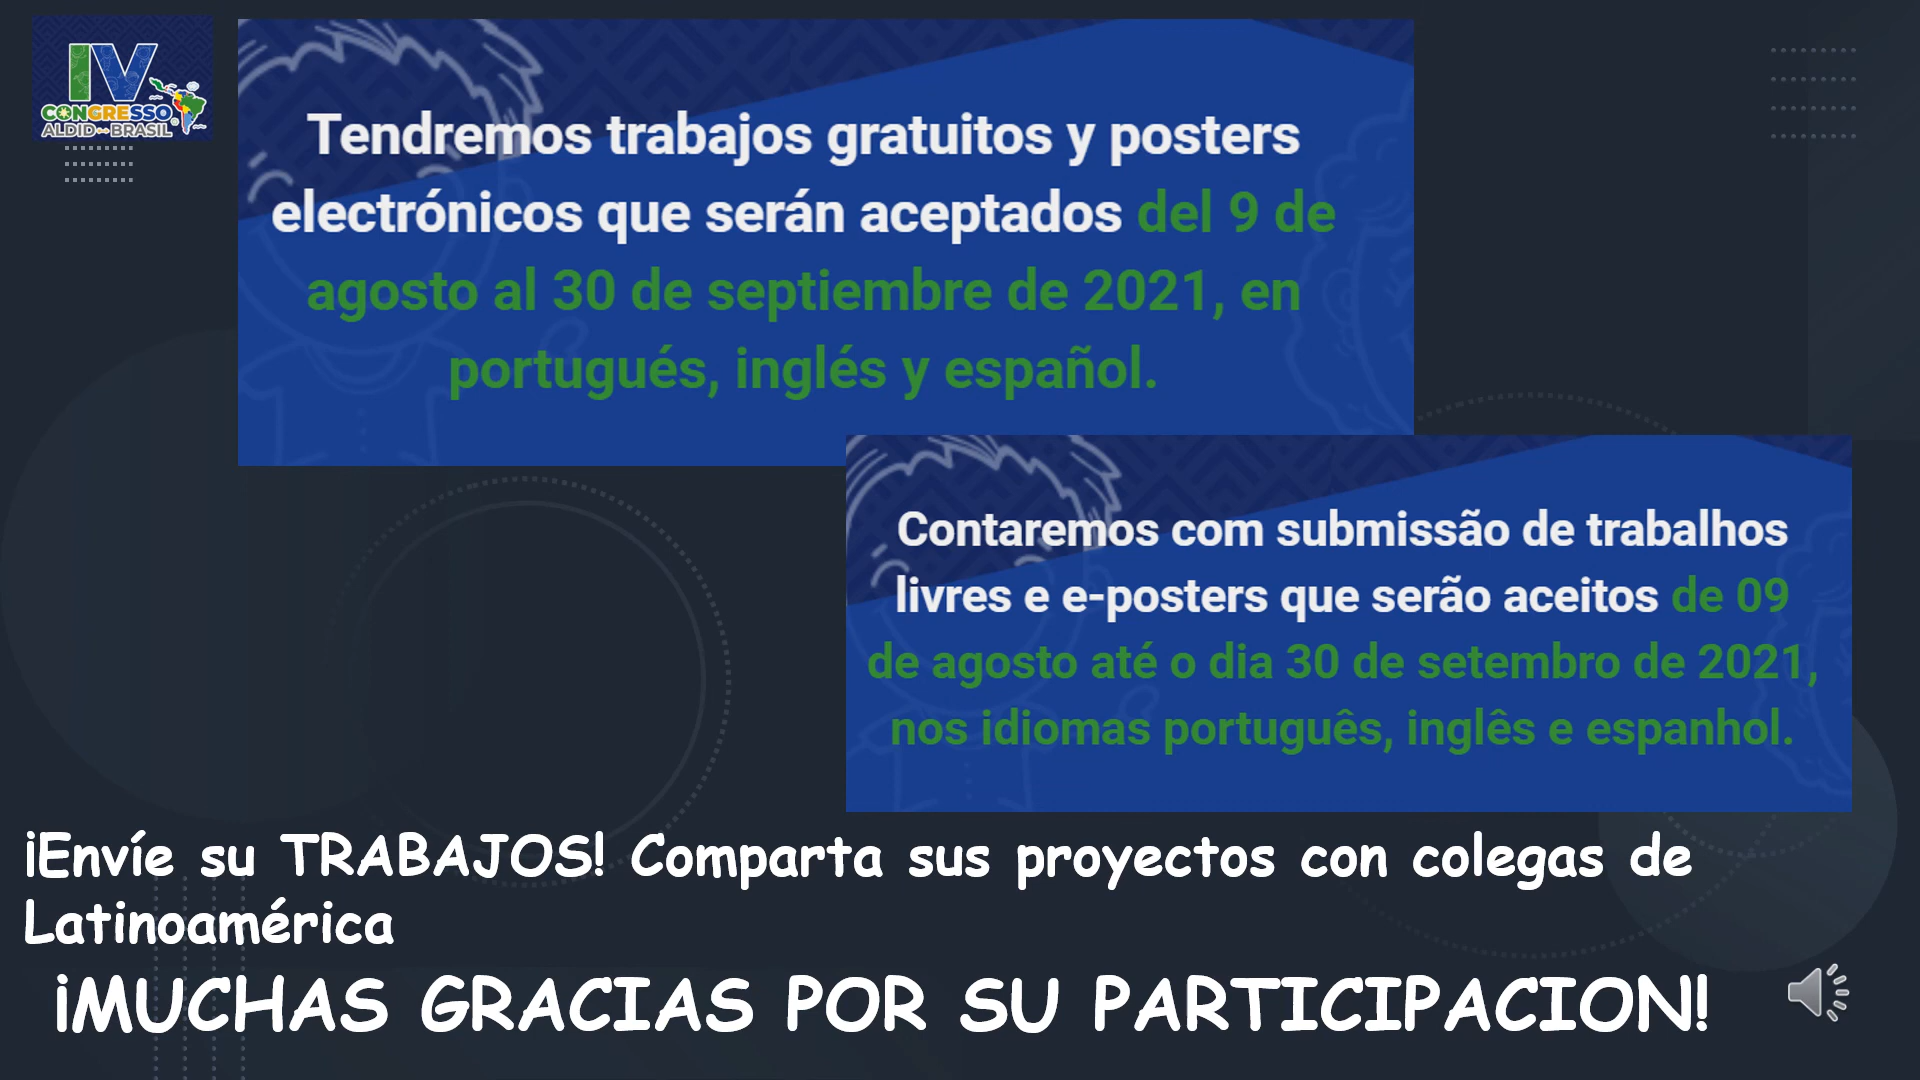 IV
CONGRESSO
ALDID BRASIL
Tendremos trabajos gratuitos y posters
electrónicos que serán aceptados del 9 de
agosto al 30 de septiembre de 2021, en
portugués, inglés y español.
Contaremos com submissão de trabalhos
livres e e-posters que serão aceitos de 09
de agosto até o dia 30 de setembro de 2021,
nos idiomas português, inglês e espanhol.
¡Envíe su TRABAJOS! Comparta sus proyectos con colegas de
Latinoamérica
¡MUCHAS GRACIAS POR SU PARTICIPACION!